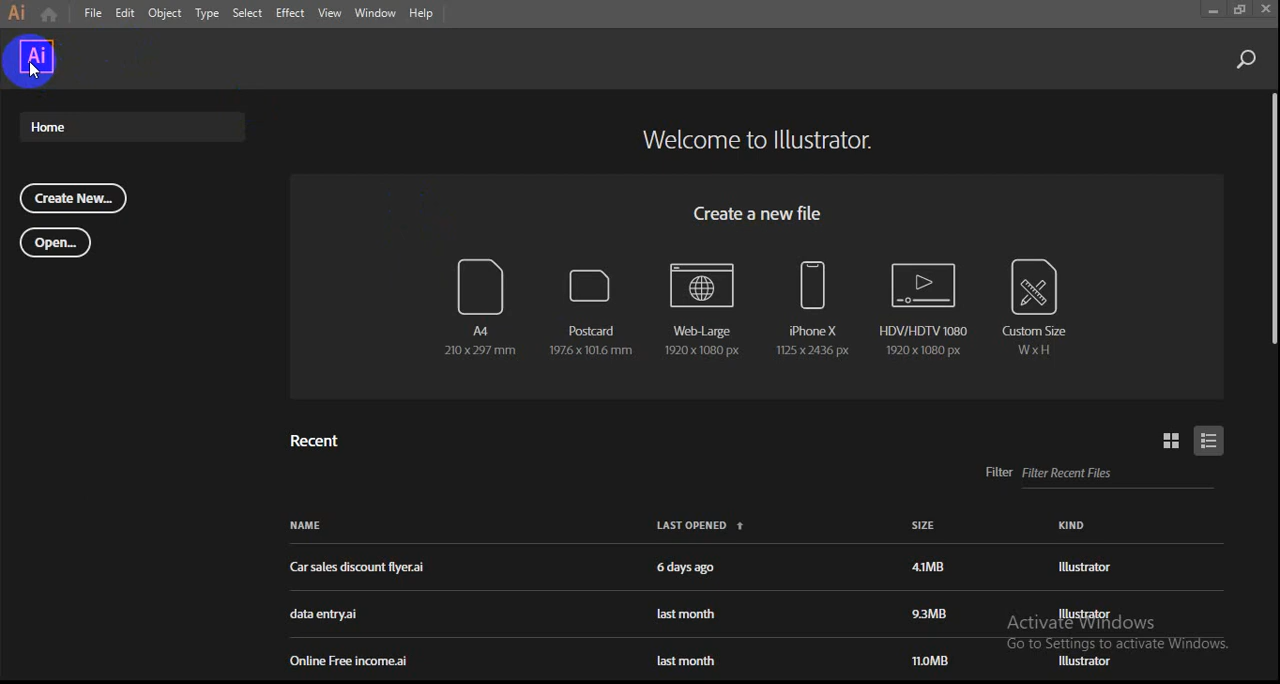 Ai File Edit Object Type Select Effect View Window Help
Ai
Home
Welcome to Illustrator.
Create New...
Open...
Create a new file
A4 Postcard Web-Large iPhone X HDV/HDTV 1080 Custom Size
210 x 297 mm 197.6 x 101.6 mm 1920 x 1080 px 1125 x 2436 px 1920 x 1080 px W x H
Recent
Filter Filter Recent Files
NAME LAST OPENED SIZE KIND
Car sales discount flyer.ai 6 days ago 4.1MB Illustrator
data entry.ai last month 9.3MB Illustrator
Activate Windows
Go to Settings to activate Windows.
Online Free income.ai last month 11.0MB Illustrator